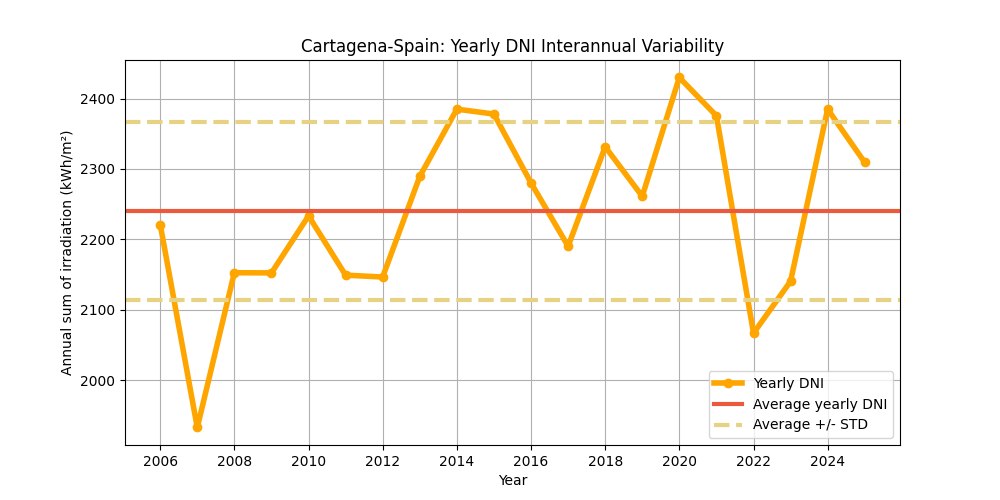 Cartagena-Spain: Yearly DNI Interannual Variability
Annual sum of irradiation (kWh/m²)
2400
2300
2200
2100
2000
Yearly DNI
Average yearly DNI
Average +/- STD
2006 2008 2010 2012 2014 2016 2018 2020 2022 2024
Year